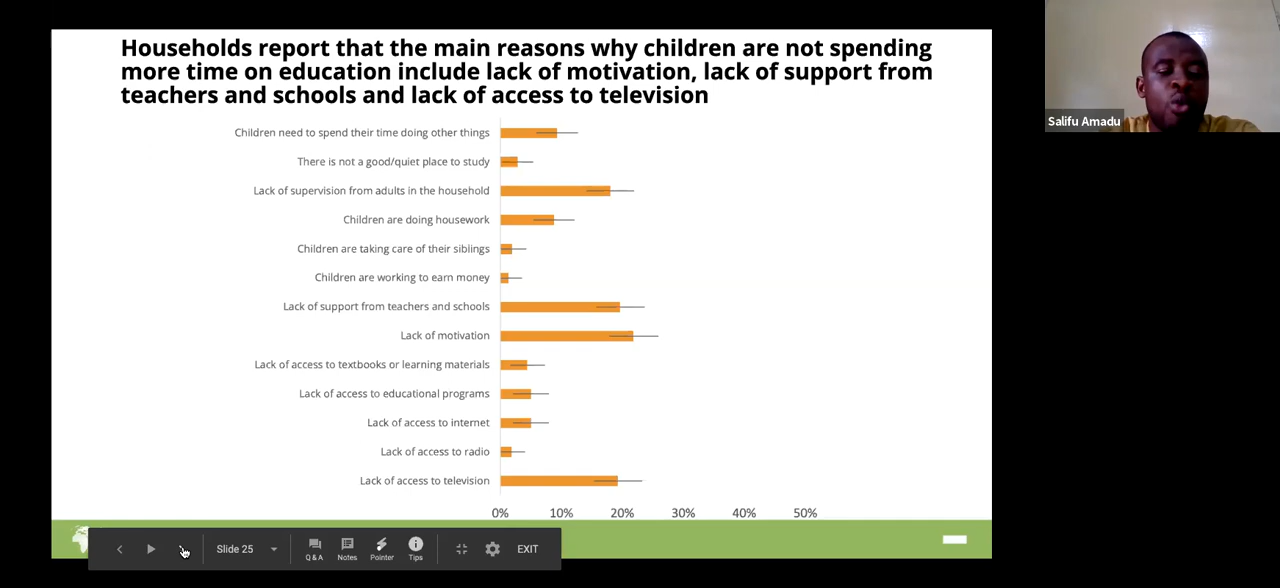 Households report that the main reasons why children are not spending
more time on education include lack of motivation, lack of support from
teachers and schools and lack of access to television
Salifu Amadu
Children need to spend their time doing other things
There is not a good/quiet place to study
Lack of supervision from adults in the household
Children are doing housework
Children are taking care of their siblings
Children are working to earn money
Lack of support from teachers and schools
Lack of motivation
Lack of access to textbooks or learning materials
Lack of access to educational programs
Lack of access to internet
Lack of access to radio
Lack of access to television
0% 10% 20% 30% 40% 50%
Slide 25
Q & A Notes Pointer Tips
EXIT